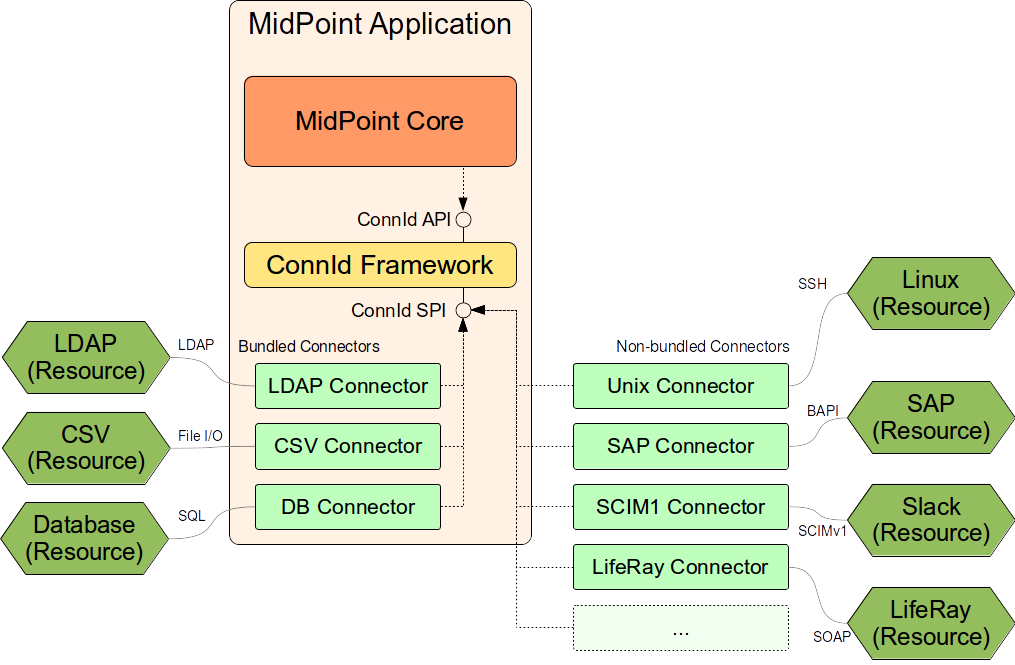 MidPoint Application
MidPoint Core
ConnId API
ConnId Framework
ConnId SPI
Bundled Connectors
LDAP Connector
CSV Connector
DB Connector
LDAP
(Resource)
LDAP
CSV
(Resource)
File I/O
Database
(Resource)
SQL
Non-bundled Connectors
Unix Connector
SAP Connector
SCIM1 Connector
LifeRay Connector
...
SSH
Linux
(Resource)
BAPI
SAP
(Resource)
SCIMv1
Slack
(Resource)
SOAP
LifeRay
(Resource)